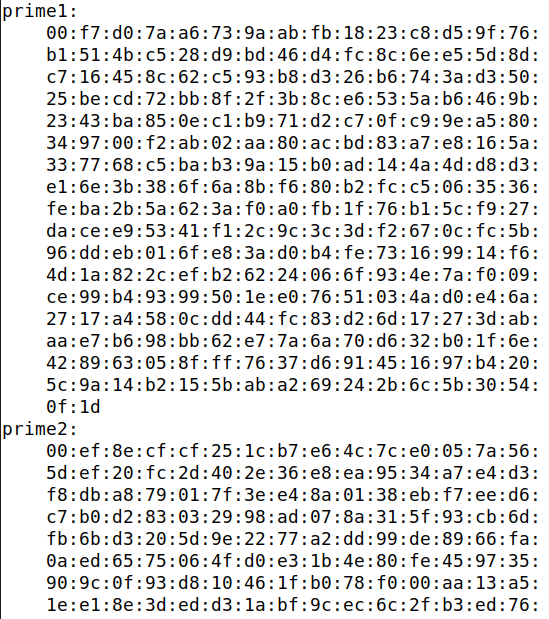 prime1:
00:f7:d0:7a:a6:73:9a:ab:fb:18:23:c8:d5:9f:76:
b1:51:4b:c5:28:d9:bd:46:d4:fc:8c:6e:e5:5d:8d:
c7:16:45:8c:62:c5:93:b8:d3:26:b6:74:3a:d3:50:
25:be:cd:72:bb:8f:2f:3b:8c:e6:53:5a:b6:46:9b:
23:43:ba:85:0e:c1:b9:71:d2:c7:0f:c9:9e:a5:80:
34:97:00:f2:ab:02:aa:80:ac:bd:83:a7:e8:16:5a:
33:77:68:c5:ba:b3:9a:15:b0:ad:14:4a:4d:d8:d3:
e1:6e:3b:38:6f:6a:8b:f6:80:b2:fc:c5:06:35:36:
fe:ba:2b:5a:62:3a:f0:a0:fb:1f:76:b1:5c:f9:27:
da:ce:e9:53:41:f1:2c:9c:3c:3d:f2:67:0c:fc:5b:
96:dd:eb:01:6f:e8:3a:d0:b4:fe:73:16:99:14:f6:
4d:1a:82:2c:ef:b2:62:24:06:6f:93:4e:7a:f0:09:
ce:99:b4:93:99:50:1e:e0:76:51:03:4a:d0:e4:6a:
27:17:a4:58:0c:dd:44:fc:83:d2:6d:17:27:3d:ab:
aa:e7:b6:98:bb:62:e7:7a:6a:70:d6:32:b0:1f:6e:
42:89:63:05:8f:ff:76:37:d6:91:45:16:97:b4:20:
5c:9a:14:b2:15:5b:ab:a2:69:24:2b:6c:5b:30:54:
0f:1d
prime2:
00:ef:8e:cf:cf:25:1c:b7:e6:4c:7c:e0:05:7a:56:
5d:ef:20:fc:2d:40:2e:36:e8:ea:95:34:a7:e4:d3:
f8:db:a8:79:01:7f:3e:e4:8a:01:38:eb:f7:ee:d6:
c7:b0:d2:83:03:29:98:ad:07:8a:31:5f:93:cb:6d:
fb:6b:d3:20:5d:9e:22:77:a2:dd:99:de:89:66:fa:
0a:ed:65:75:06:4f:d0:e3:1b:4e:80:fe:45:97:35:
90:9c:0f:93:d8:10:46:1f:b0:78:f0:00:aa:13:a5:
1e:e1:8e:3d:ed:d3:1a:bf:9c:ec:6c:2f:b3:ed:76: